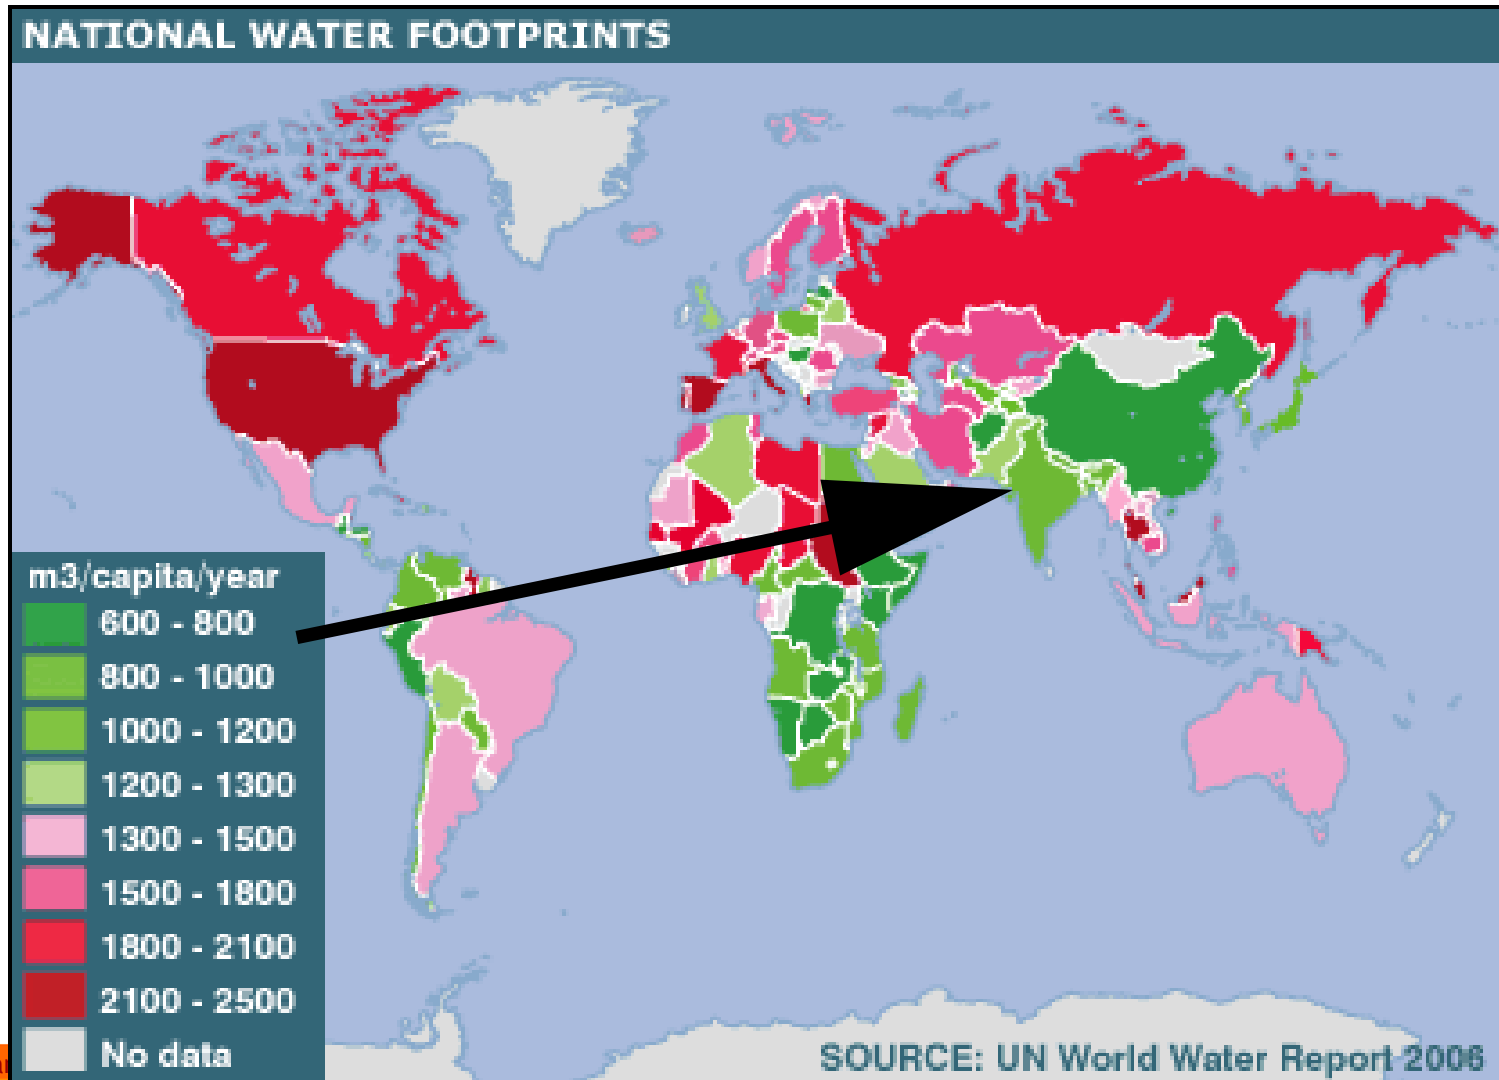 NATIONAL WATER FOOTPRINTS
m3/capita/year
600 - 800
800 - 1000
1000 - 1200
1200 - 1300
1300 - 1500
1500 - 1800
1800 - 2100
2100 - 2500
No data
SOURCE: UN World Water Report 2006